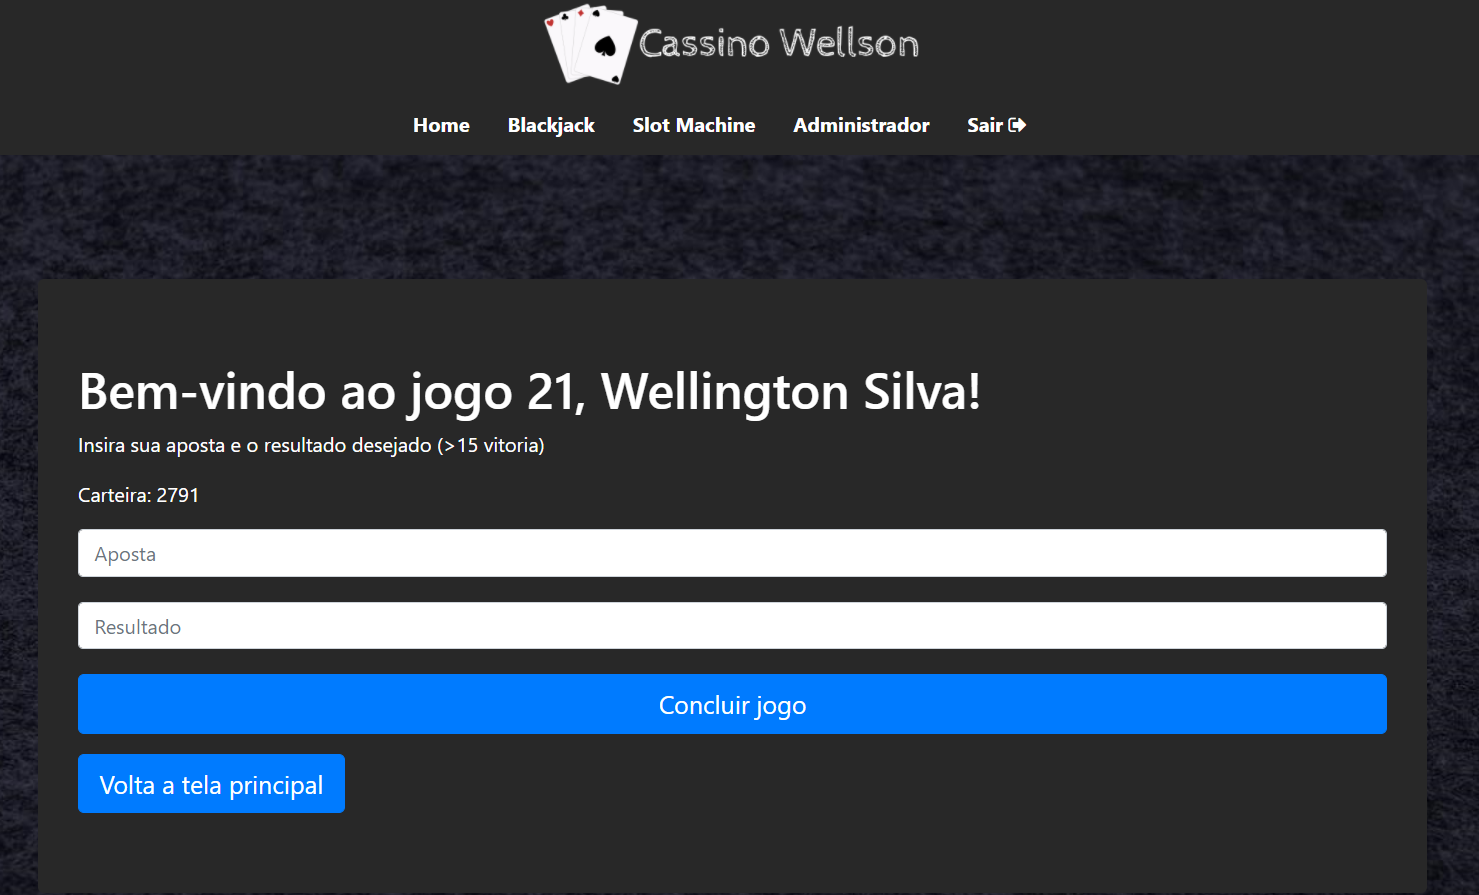 Cassino Wellson
Home Blackjack Slot Machine Administrador Sair
Bem-vindo ao jogo 21, Wellington Silva!
Insira sua aposta e o resultado desejado (>15 vitoria)
Carteira: 2791
Aposta
Resultado
Concluir jogo
Volta a tela principal